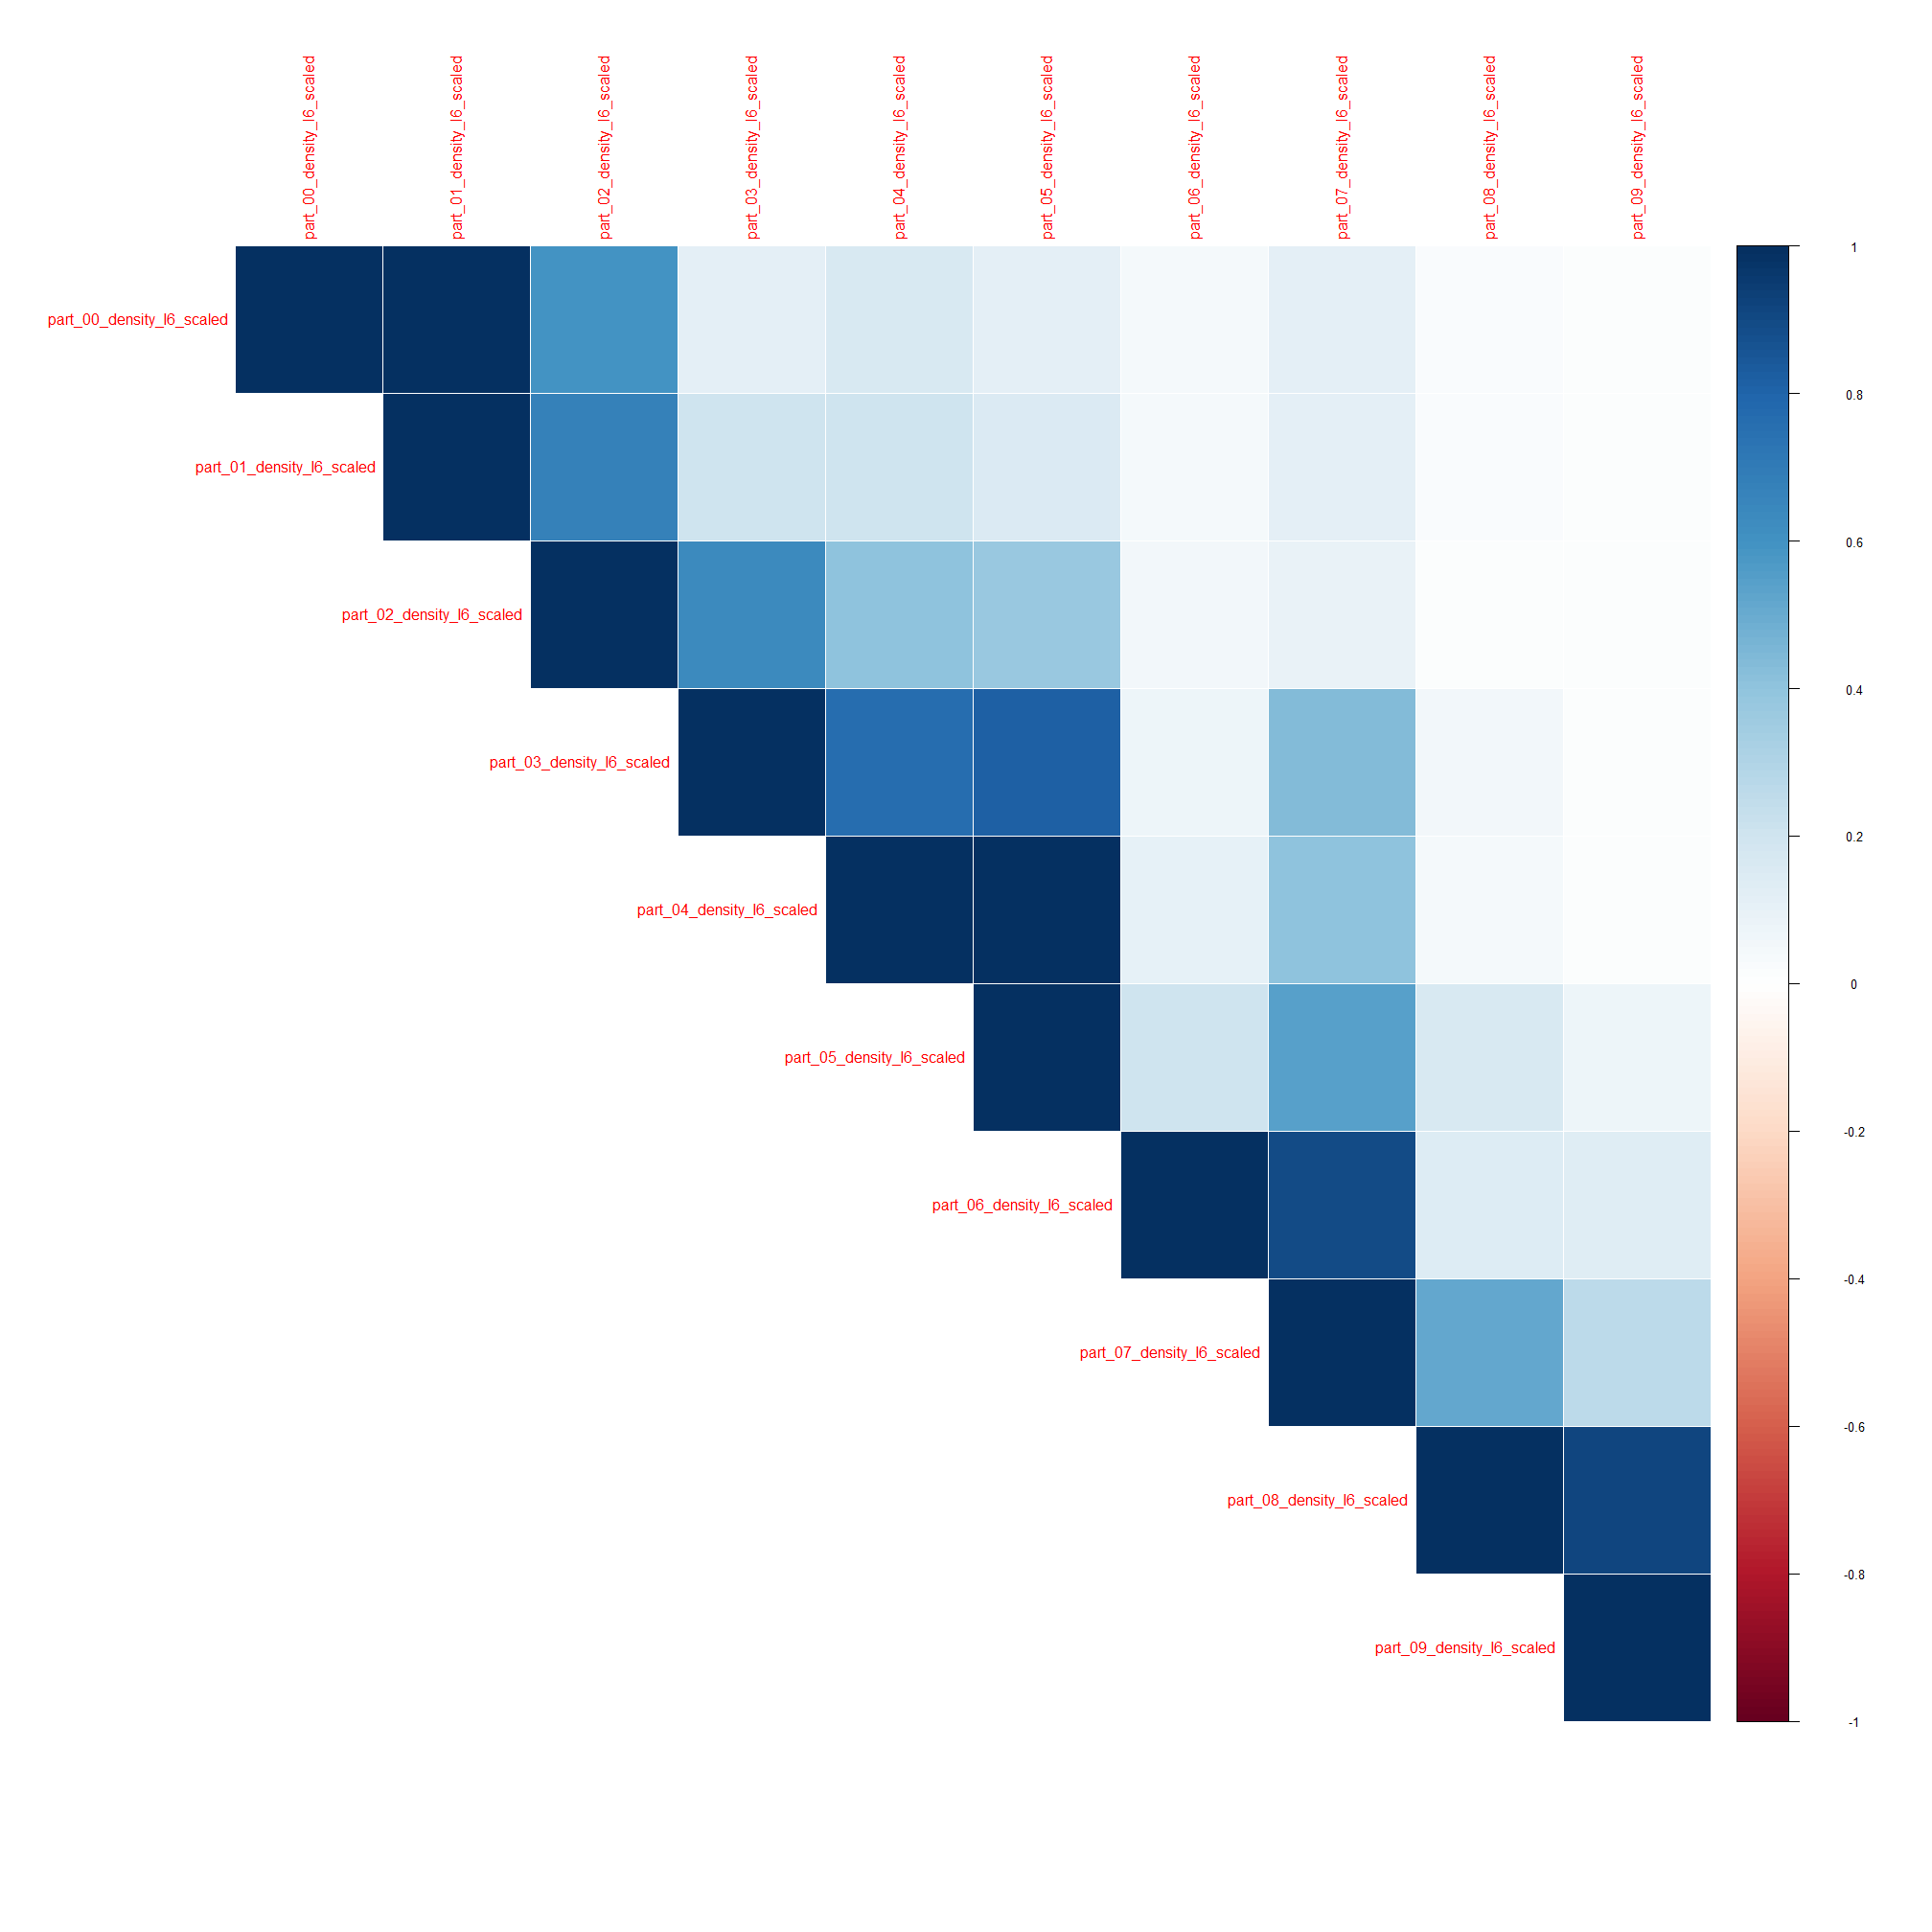 part_00_density_l6_scaled
part_01_density_l6_scaled
part_02_density_l6_scaled
part_03_density_l6_scaled
part_04_density_l6_scaled
part_05_density_l6_scaled
part_06_density_l6_scaled
part_07_density_l6_scaled
part_08_density_l6_scaled
part_09_density_l6_scaled
part_00_density_l6_scaled
part_01_density_l6_scaled
part_02_density_l6_scaled
part_03_density_l6_scaled
part_04_density_l6_scaled
part_05_density_l6_scaled
part_06_density_l6_scaled
part_07_density_l6_scaled
part_08_density_l6_scaled
part_09_density_l6_scaled
1
0.8
0.6
0.4
0.2
0
-0.2
-0.4
-0.6
-0.8
-1